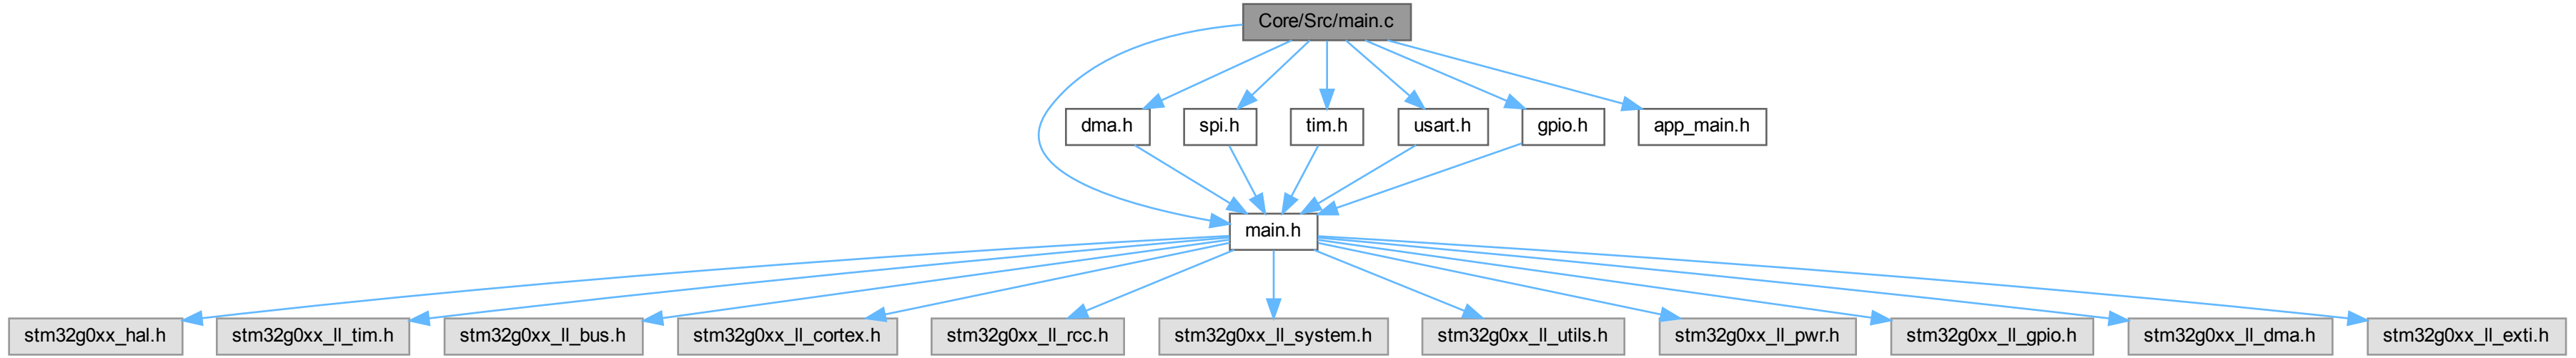 Core/Src/main.c
dma.h
spi.h
tim.h
usart.h
gpio.h
app_main.h
main.h
stm32g0xx_hal.h
stm32g0xx_ll_tim.h
stm32g0xx_ll_bus.h
stm32g0xx_ll_cortex.h
stm32g0xx_ll_rcc.h
stm32g0xx_ll_system.h
stm32g0xx_ll_utils.h
stm32g0xx_ll_pwr.h
stm32g0xx_ll_gpio.h
stm32g0xx_ll_dma.h
stm32g0xx_ll_exti.h